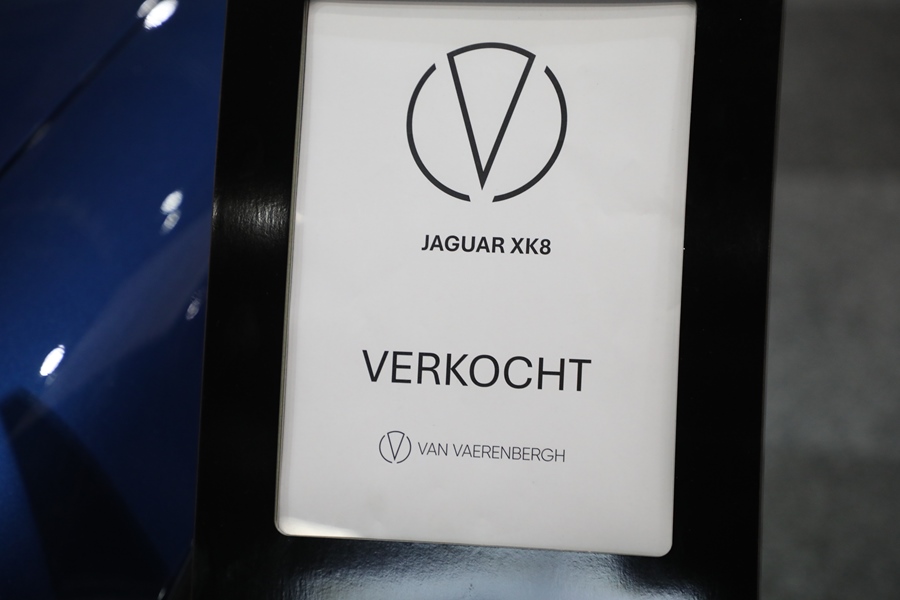 JAGUAR XK8
VERKOCHT
VAN VAERENBERGH